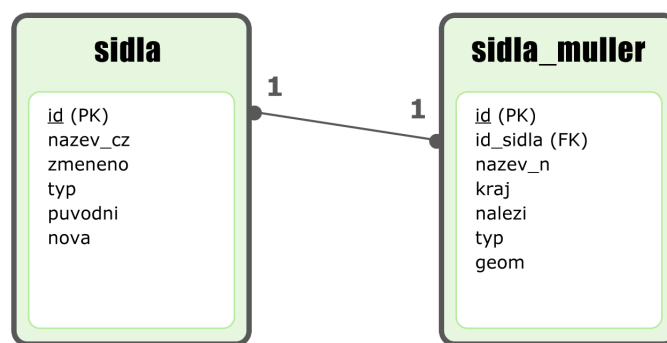 sidla
id (PK)
nazev_cz
zmeneno
typ
puvodni
nova
1
1
sidla_muller
id (PK)
id_sidla (FK)
nazev_n
kraj
nalezi
typ
geom